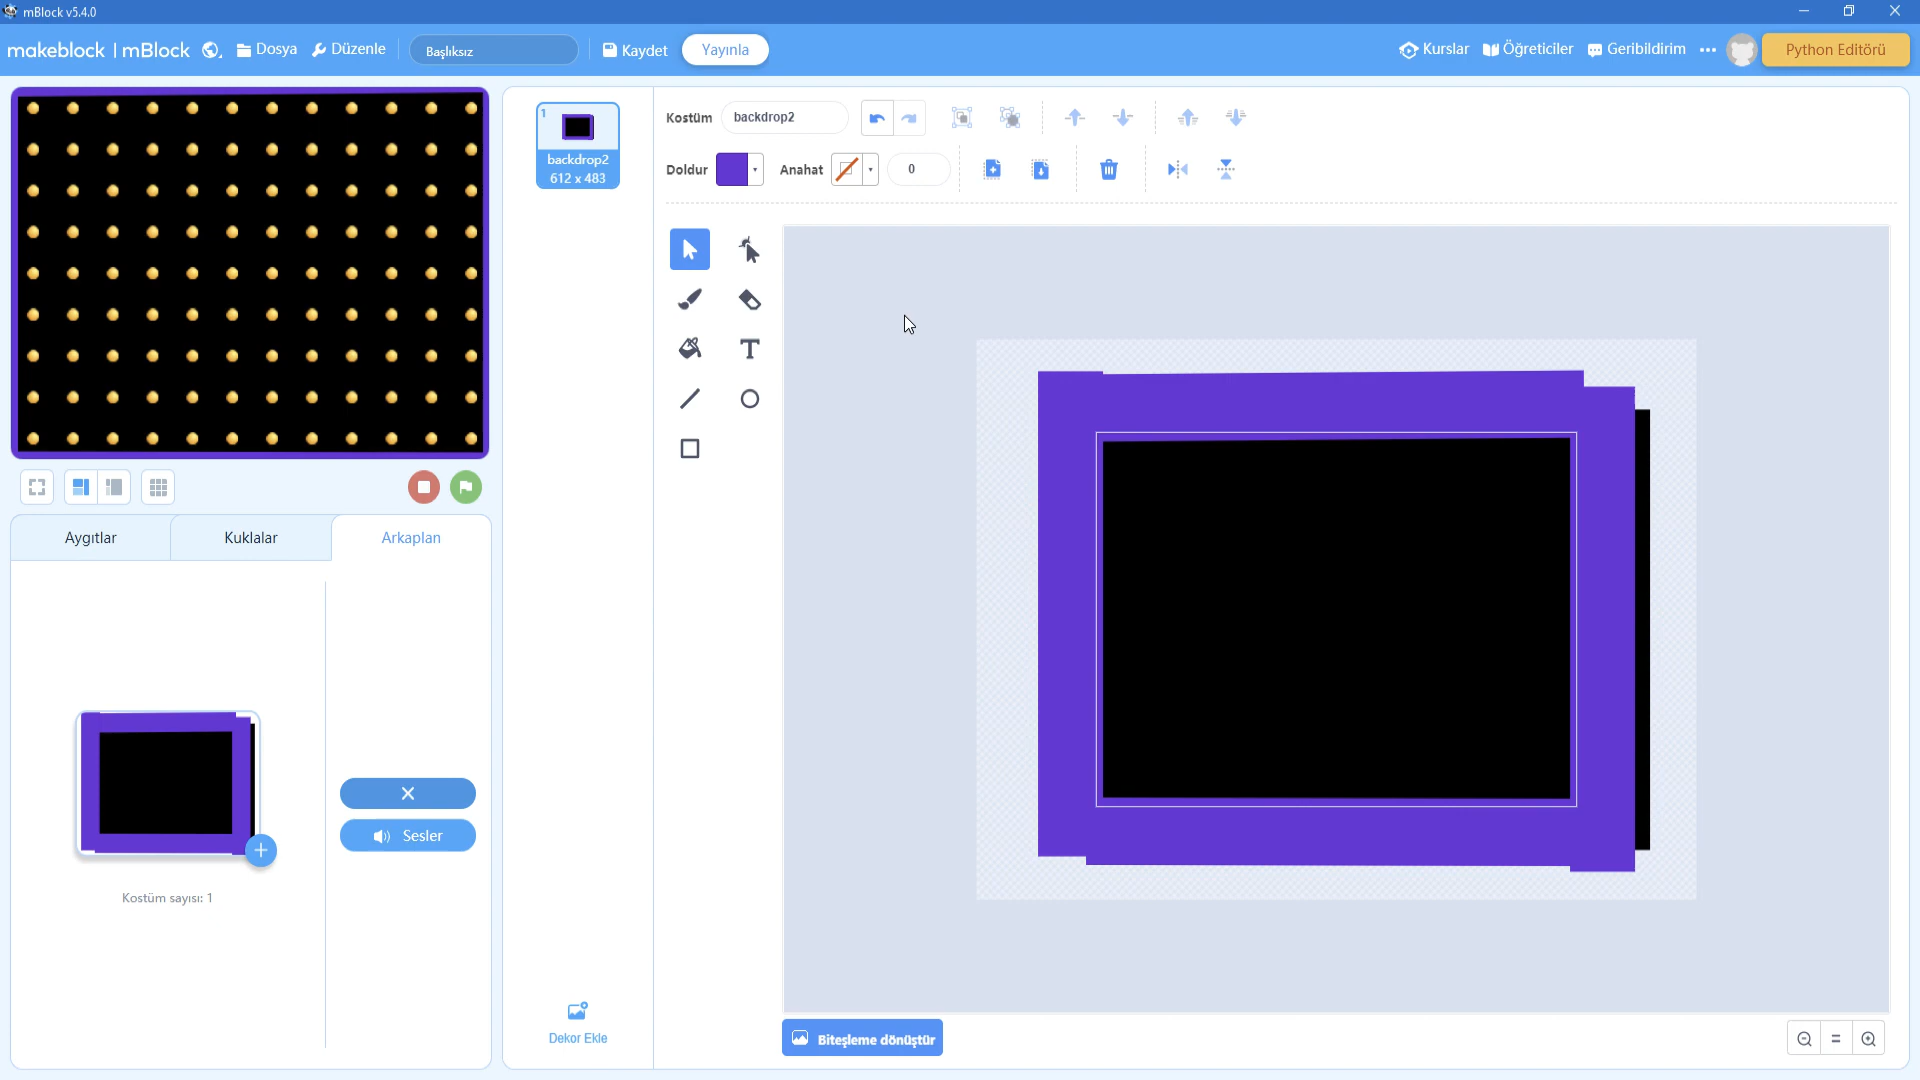 mBlock v5.4.0
makeblock | mBlock
Dosya
Düzenle
Başlıksız
Kaydet
Yayınla
Kurslar
Öğreticiler
Geribildirim
Python Editörü
1
backdrop2
612 x 483
Kostüm
backdrop2
Doldur
Anahat
0
Aygıtlar
Kuklalar
Arkaplan
Sesler
Kostüm sayısı: 1
Dekor Ekle
Biteşleme dönüştür